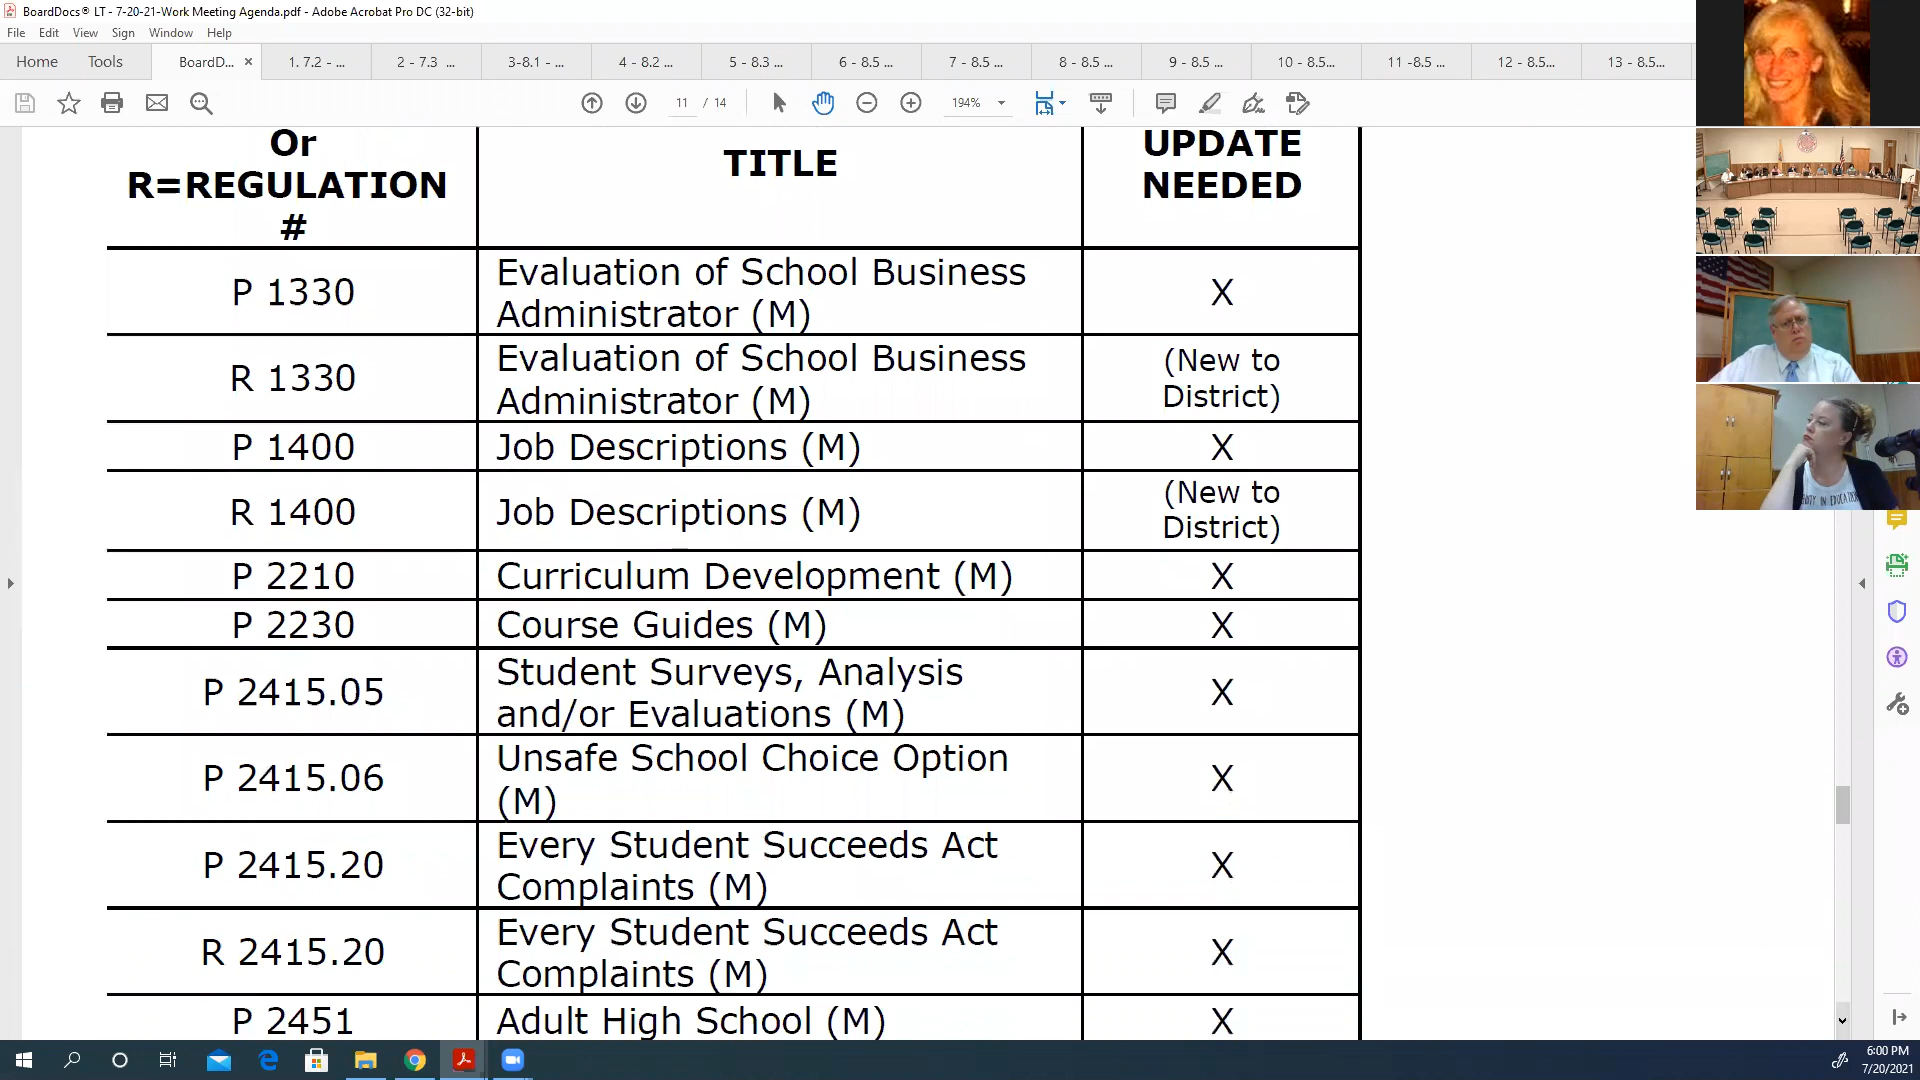 BoardDocs® LT - 7-20-21-Work Meeting Agenda.pdf - Adobe Acrobat Pro DC (32-bit)
File Edit View Sign Window Help
Home Tools BoardD... × 1. 7.2 - ... 2 - 7.3 ... 3-8.1 - ... 4 - 8.2 ... 5 - 8.3 ... 6 - 8.5 ... 7 - 8.5 ... 8 - 8.5 ... 9 - 8.5 ... 10 - 8.5... 11 -8.5 ... 12 - 8.5... 13 - 8.5...
11 / 14 194%
Or
R=REGULATION
#
TITLE
UPDATE
NEEDED
P 1330
Evaluation of School Business
Administrator (M)
X
R 1330
Evaluation of School Business
Administrator (M)
(New to
District)
P 1400
Job Descriptions (M)
X
R 1400
Job Descriptions (M)
(New to
District)
P 2210
Curriculum Development (M)
X
P 2230
Course Guides (M)
X
P 2415.05
Student Surveys, Analysis
and/or Evaluations (M)
X
P 2415.06
Unsafe School Choice Option
(M)
X
P 2415.20
Every Student Succeeds Act
Complaints (M)
X
R 2415.20
Every Student Succeeds Act
Complaints (M)
X
P 2451
Adult High School (M)
X
6:00 PM
7/20/2021